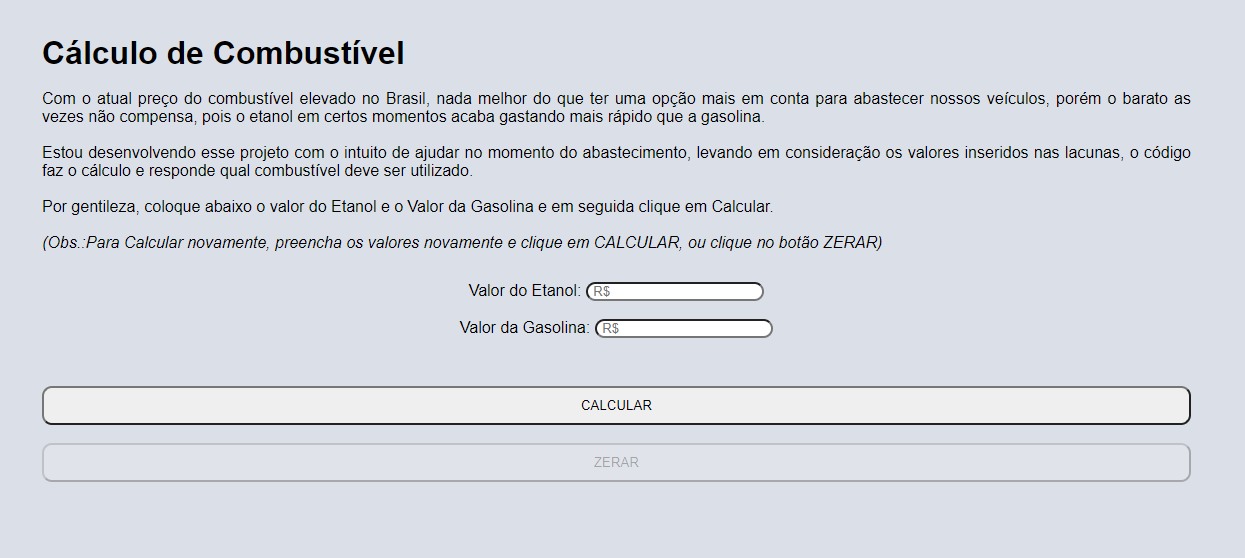 Cálculo de Combustível
Com o atual preço do combustível elevado no Brasil, nada melhor do que ter uma opção mais em conta para abastecer nossos veículos, porém o barato as
vezes não compensa, pois o etanol em certos momentos acaba gastando mais rápido que a gasolina.
Estou desenvolvendo esse projeto com o intuito de ajudar no momento do abastecimento, levando em consideração os valores inseridos nas lacunas, o código
faz o cálculo e responde qual combustível deve ser utilizado.
Por gentileza, coloque abaixo o valor do Etanol e o Valor da Gasolina e em seguida clique em Calcular.
(Obs.:Para Calcular novamente, preencha os valores novamente e clique em CALCULAR, ou clique no botão ZERAR)
Valor do Etanol: R$
Valor da Gasolina: R$
CALCULAR
ZERAR